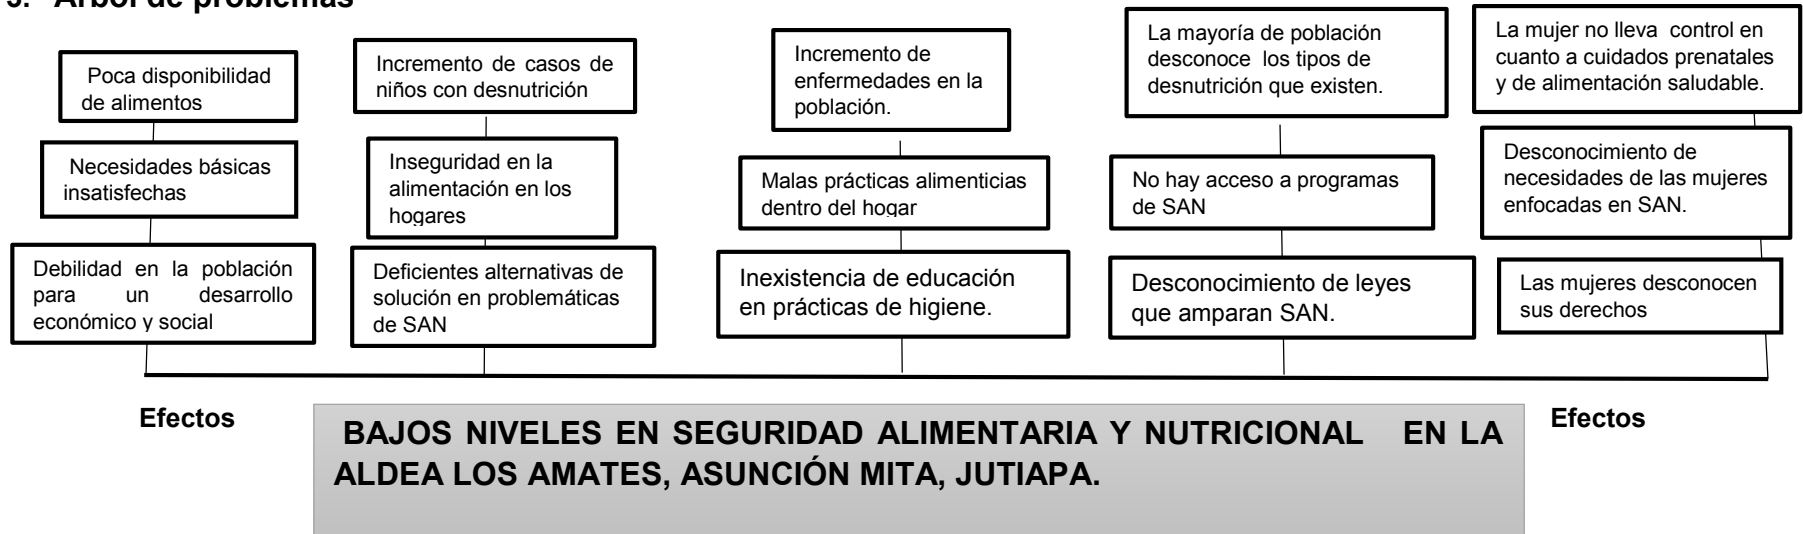 3. Árbol de problemas
Poca disponibilidad
de alimentos
Necesidades básicas
insatisfechas
Debilidad en la población
para un desarrollo
económico y social
Incremento de casos de
niños con desnutrición
Inseguridad en la
alimentación en los
hogares
Deficientes alternativas de
solución en problemáticas
de SAN
Incremento de
enfermedades en la
población.
Malas prácticas alimenticias
dentro del hogar
Inexistencia de educación
en prácticas de higiene.
La mayoría de población
desconoce los tipos de
desnutrición que existen.
No hay acceso a programas
de SAN
Desconocimiento de leyes
que amparan SAN.
La mujer no lleva control en
cuanto a cuidados prenatales
y de alimentación saludable.
Desconocimiento de
necesidades de las mujeres
enfocadas en SAN.
Las mujeres desconocen
sus derechos
Efectos
Efectos
BAJOS NIVELES EN SEGURIDAD ALIMENTARIA Y NUTRICIONAL EN LA
ALDEA LOS AMATES, ASUNCIÓN MITA, JUTIAPA.